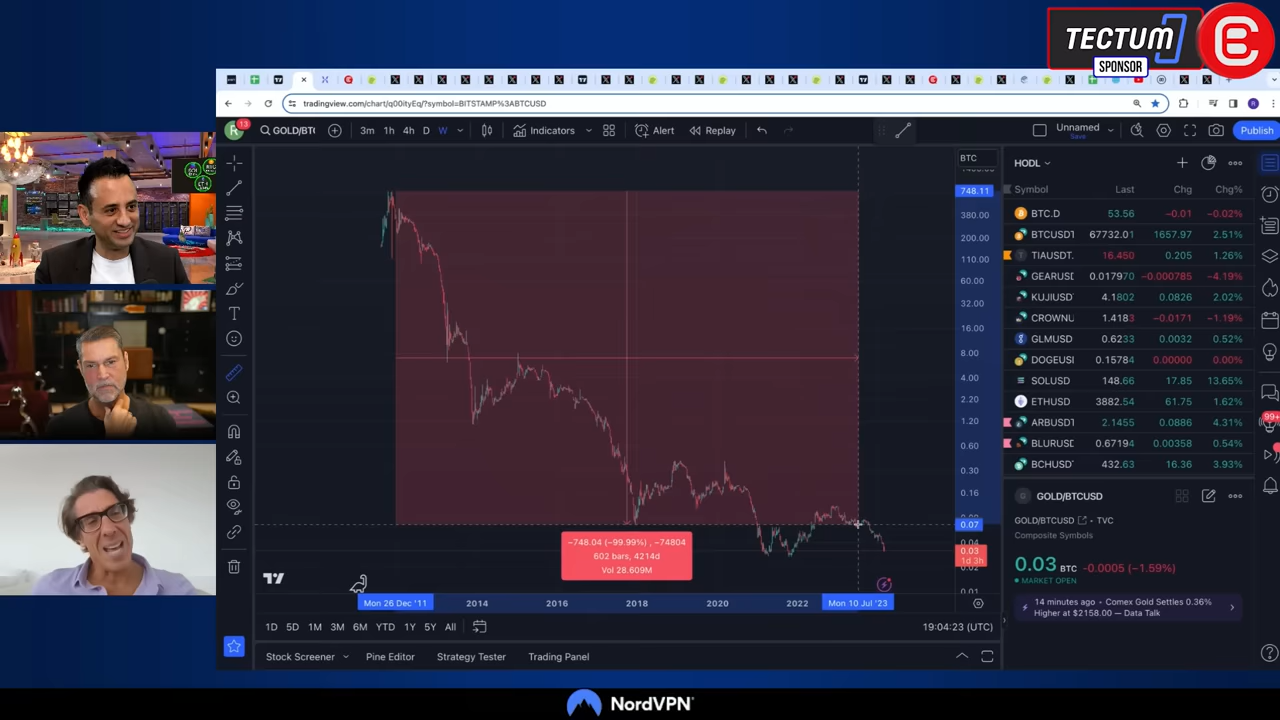 TECTUM
SPONSOR
tradingview.com/chart/q00ityEq/?symbol=BITSTAMP%3ABTCUSD
R
13
GOLD/BT
3m 1h 4h D W
Indicators
Alert
Replay
Unnamed
Save
Publish
BTC
748.11
380.00
200.00
110.00
60.00
32.00
16.00
8.00
4.00
2.20
1.20
0.60
0.30
0.16
0.07
0.04
0.03
1d 3h
0.02
0.01
−748.04 (−99.99%) , −74804
602 bars, 4214d
Vol 28.609M
Mon 26 Dec '11 2014 2016 2018 2020 2022 Mon 10 Jul '23
1D 5D 1M 3M 6M YTD 1Y 5Y All
19:04:23 (UTC)
Stock Screener Pine Editor Strategy Tester Trading Panel
HODL
Symbol Last Chg Chg%
BTC.D 53.56 −0.01 −0.02%
BTCUSDT 67732.01 1657.97 2.51%
TIAUSDT. 16.450 0.205 1.26%
GEARUSD 0.017970 −0.000785 −4.19%
KUJIUSD 4.1802 0.0826 2.02%
CROWNU 1.4183 −0.0171 −1.19%
GLMUSD 0.6233 0.0032 0.52%
DOGEUSI 0.15784 0.00000 0.00%
SOLUSD 148.66 17.85 13.65%
ETHUSD 3882.54 61.75 1.62%
ARBUSDT 2.1455 0.0886 4.31%
BLURUSD 0.67194 0.00358 0.54%
BCHUSD 432.63 16.36 3.93%
99+
GOLD/BTCUSD
GOLD/BTCUSD • TVC
Composite Symbols
0.03 BTC −0.0005 (−1.59%)
MARKET OPEN
14 minutes ago • Comex Gold Settles 0.36%
Higher at $2158.00 — Data Talk
NordVPN